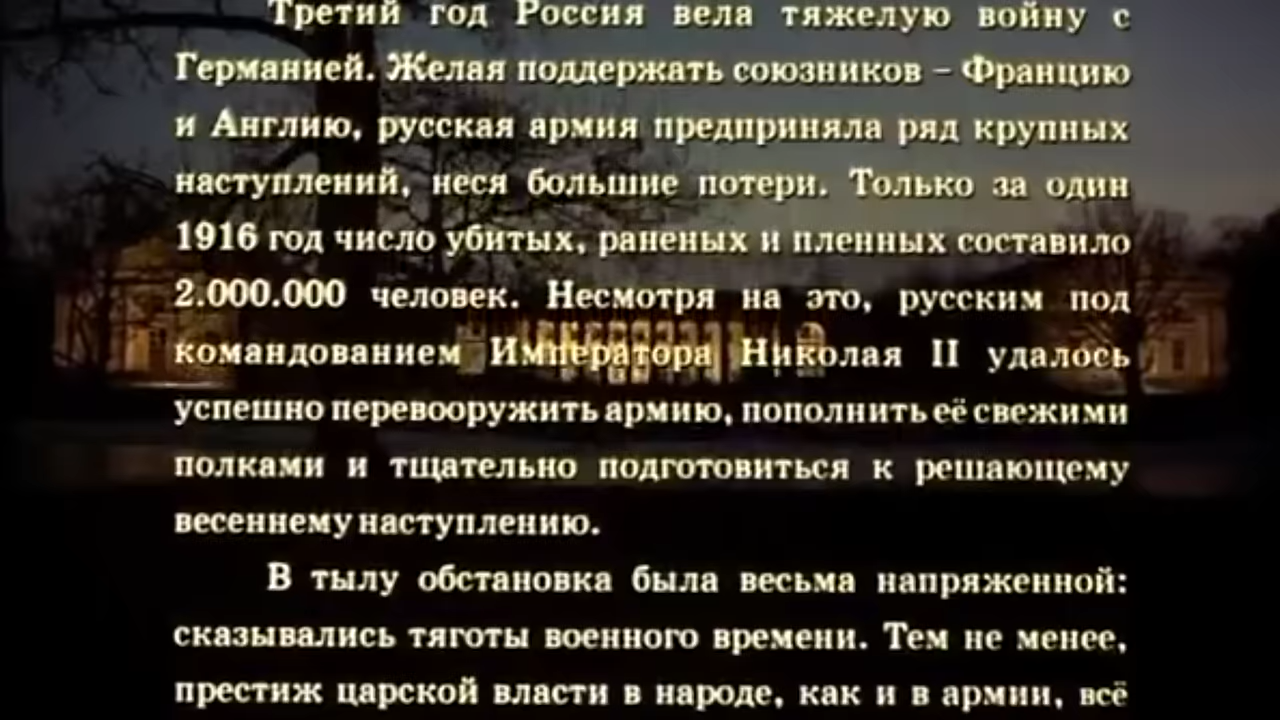 Третий год Россия вела тяжелую войну с
Германией. Желая поддержать союзников – Францию
и Англию, русская армия предприняла ряд крупных
наступлений, неся большие потери. Только за один
1916 год число убитых, раненых и пленных составило
2.000.000 человек. Несмотря на это, русским под
командованием Императора Николая II удалось
успешно перевооружить армию, пополнить её свежими
полками и тщательно подготовиться к решающему
весеннему наступлению.
В тылу обстановка была весьма напряженной:
сказывались тяготы военного времени. Тем не менее,
престиж царской власти в народе, как и в армии, всё